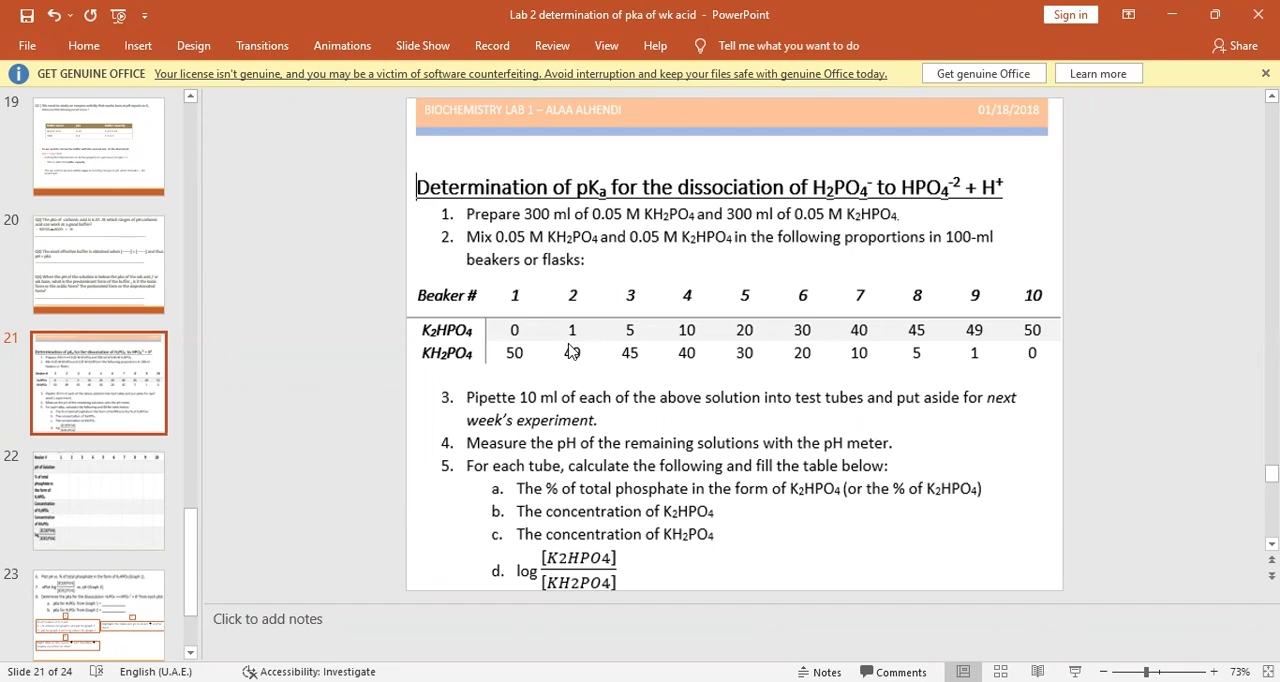 Lab 2 determination of pka of wk acid - PowerPoint
Sign in
File Home Insert Design Transitions Animations Slide Show Record Review View Help Tell me what you want to do Share
GET GENUINE OFFICE Your license isn't genuine, and you may be a victim of software counterfeiting. Avoid interruption and keep your files safe with genuine Office today. Get genuine Office Learn more
19
20
21
22
23
BIOCHEMISTRY LAB 1 – ALAA ALHENDI 01/18/2018
Determination of pKa for the dissociation of H2PO4- to HPO4-2 + H+
1. Prepare 300 ml of 0.05 M KH2PO4 and 300 ml of 0.05 M K2HPO4.
2. Mix 0.05 M KH2PO4 and 0.05 M K2HPO4 in the following proportions in 100-ml
beakers or flasks:
Beaker # 1 2 3 4 5 6 7 8 9 10
K2HPO4 0 1 5 10 20 30 40 45 49 50
KH2PO4 50 45 40 30 20 10 5 1 0
3. Pipette 10 ml of each of the above solution into test tubes and put aside for next
week's experiment.
4. Measure the pH of the remaining solutions with the pH meter.
5. For each tube, calculate the following and fill the table below:
a. The % of total phosphate in the form of K2HPO4 (or the % of K2HPO4)
b. The concentration of K2HPO4
c. The concentration of KH2PO4
d. log [K2HPO4]
[KH2PO4]
Click to add notes
Slide 21 of 24 English (U.A.E.) Accessibility: Investigate Notes Comments 73%